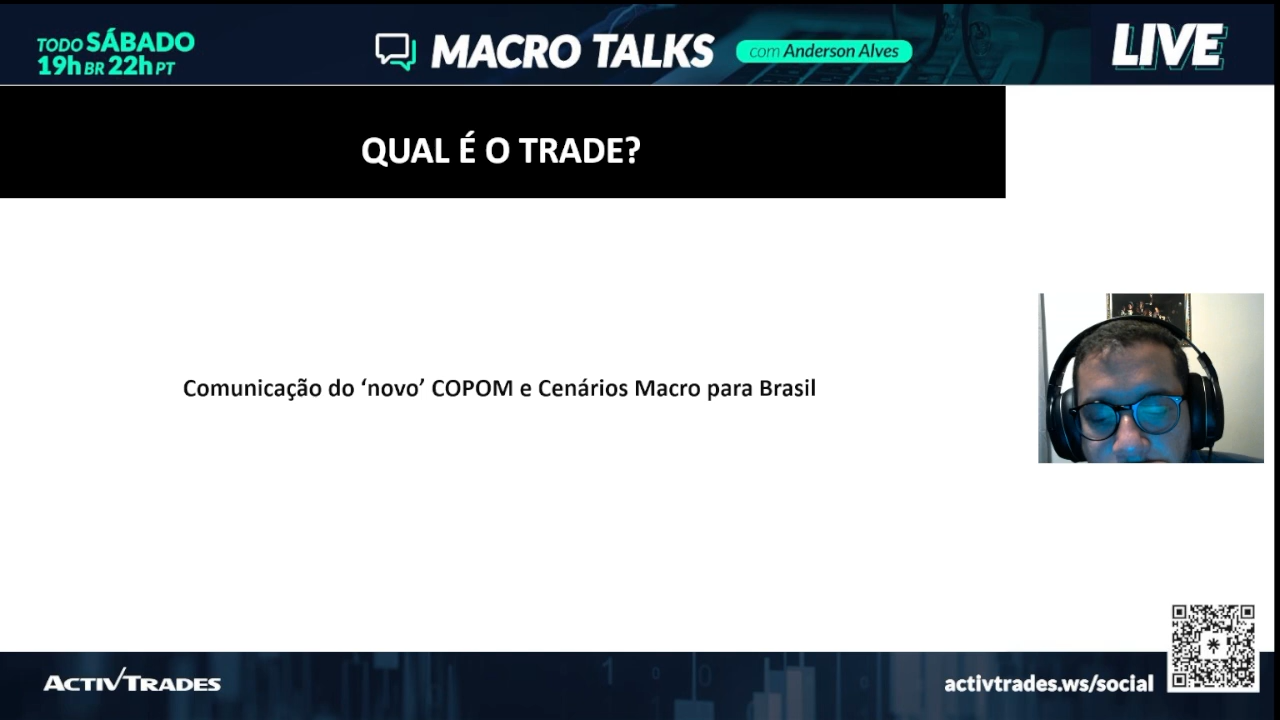 TODO SÁBADO
19h BR 22h PT
MACRO TALKS
com Anderson Alves
LIVE
QUAL É O TRADE?
Comunicação do ‘novo’ COPOM e Cenários Macro para Brasil
ACTIVTRADES
activtrades.ws/social